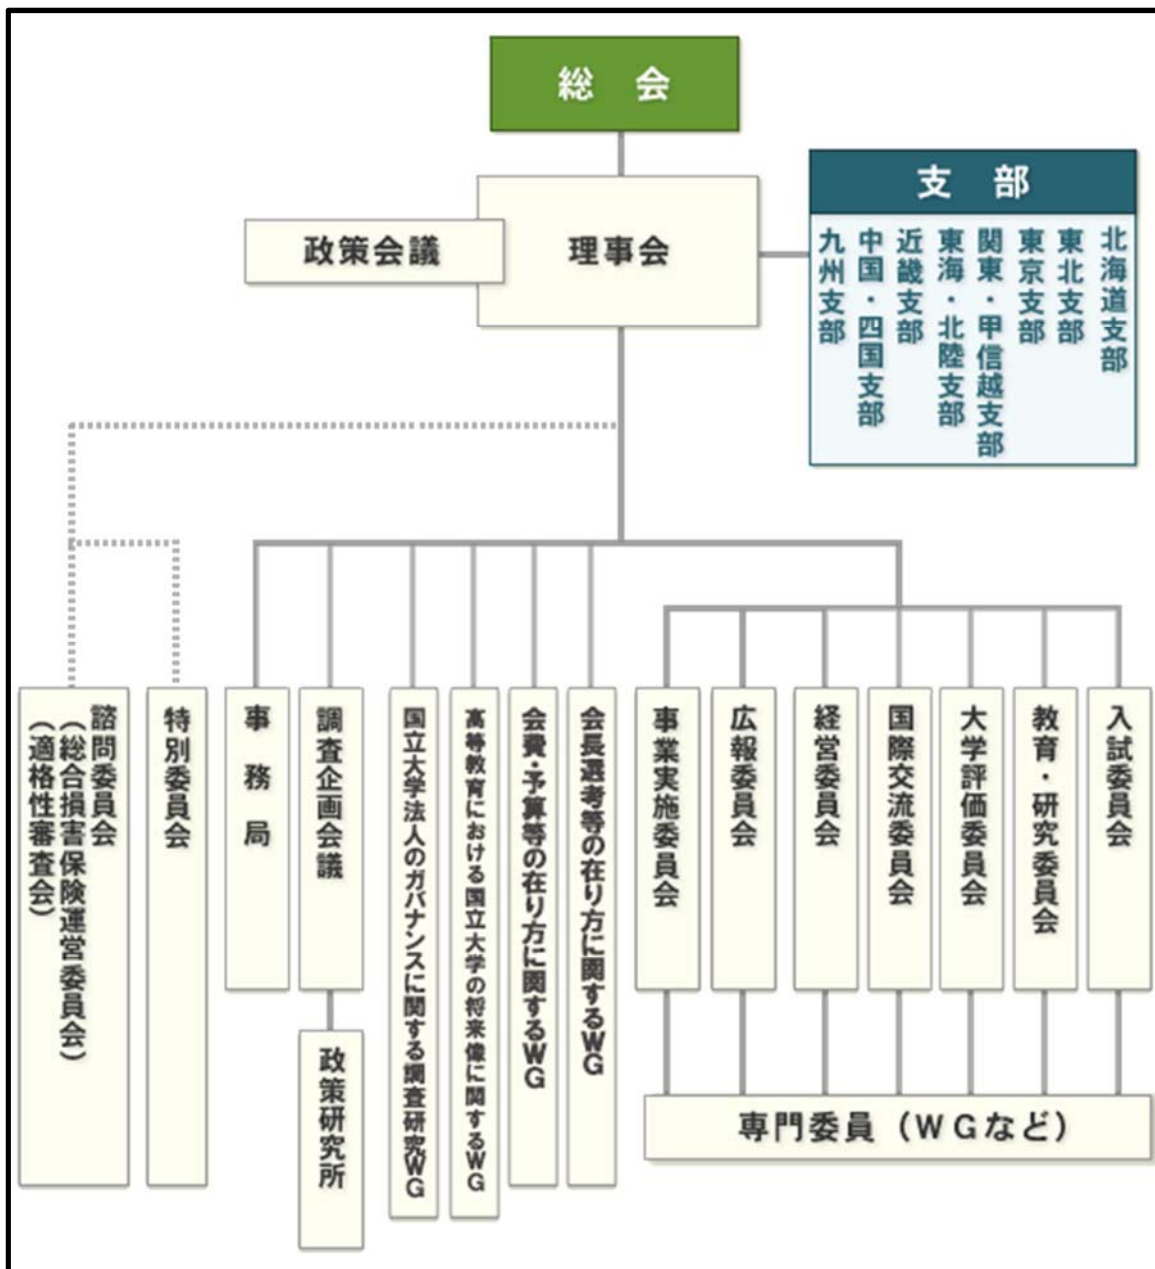 総 会
理事会
政策会議
支 部
北海道支部
東北支部
東京支部
関東・甲信越支部
東海・北陸支部
近畿支部
中国・四国支部
九州支部
入試委員会
教育・研究委員会
大学評価委員会
国際交流委員会
経営委員会
広報委員会
事業実施委員会
会長選考等の在り方に関するWG
会費・予算等の在り方に関するWG
高等教育における国立大学の将来像に関するWG
国立大学法人のガバナンスに関する調査研究WG
調査企画会議
事 務 局
特別委員会
諮問委員会
(総合損害保険運営委員会)
(適格性審査会)
政策研究所
専門委員（WGなど）